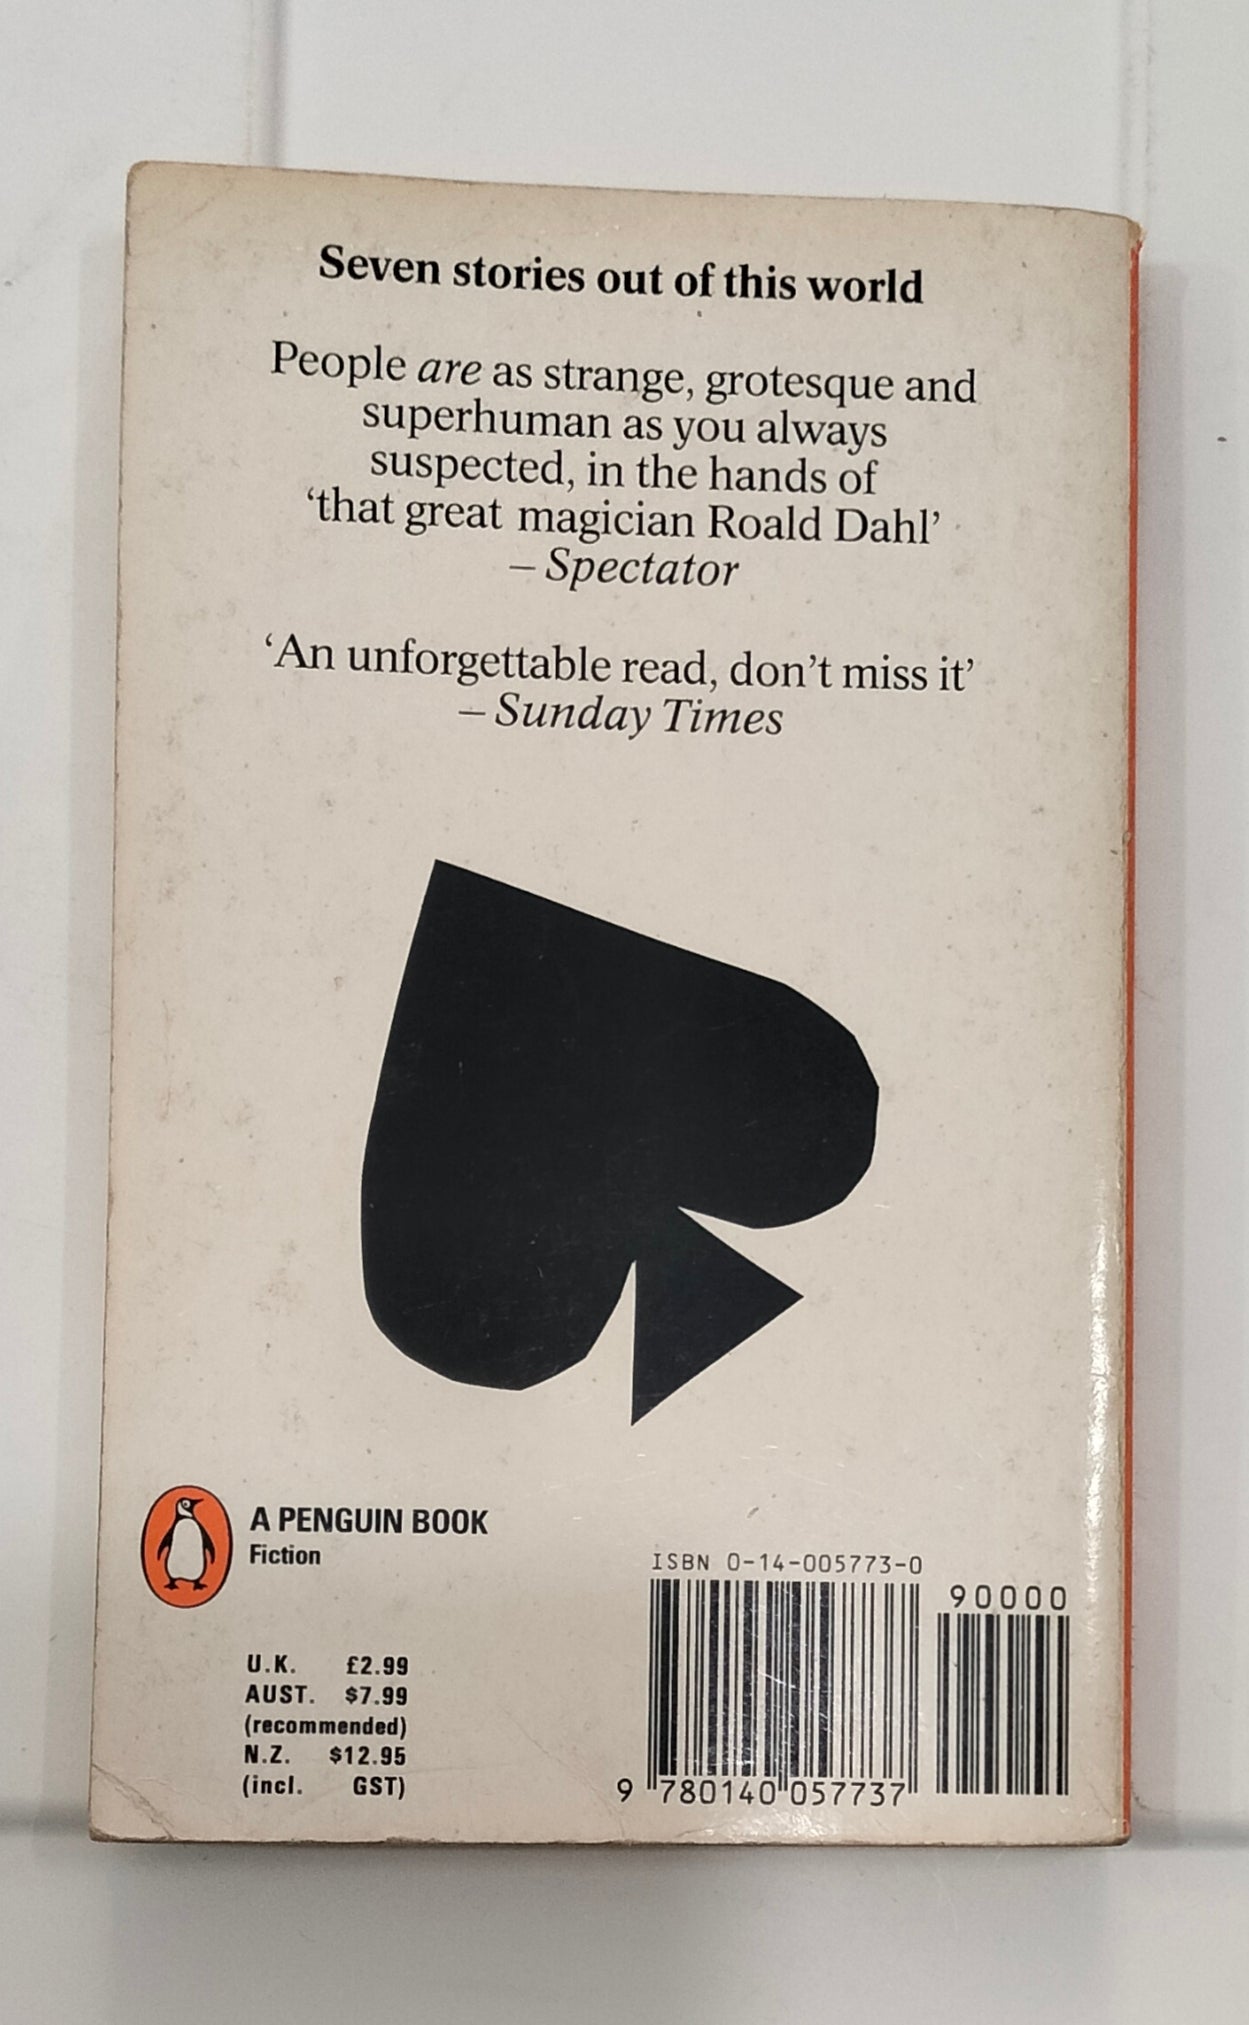 Seven stories out of this world
People are as strange, grotesque and
superhuman as you always
suspected, in the hands of
‘that great magician Roald Dahl’
– Spectator
‘An unforgettable read, don’t miss it’
– Sunday Times
A PENGUIN BOOK
Fiction
U.K. £2.99
AUST. $7.99
(recommended)
N.Z. $12.95
(incl. GST)
ISBN 0-14-005773-0
90000
9 780140 057737